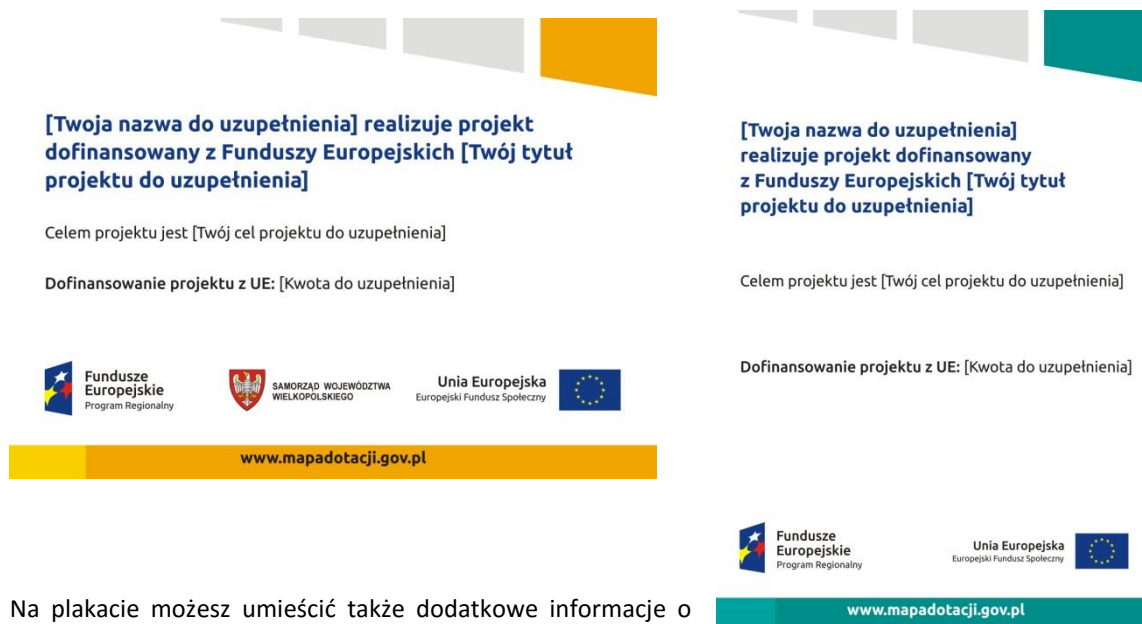 [Twoja nazwa do uzupełnienia] realizuje projekt
dofinansowany z Funduszy Europejskich [Twój tytuł
projektu do uzupełnienia]
Celem projektu jest [Twój cel projektu do uzupełnienia]
Dofinansowanie projektu z UE: [Kwota do uzupełnienia]
Fundusze
Europejskie
Program Regionalny
SAMORZĄD WOJEWÓDZTWA
WIELKOPOLSKIEGO
Unia Europejska
Europejski Fundusz Społeczny
www.mapadotacji.gov.pl
[Twoja nazwa do uzupełnienia]
realizuje projekt dofinansowany
z Funduszy Europejskich [Twój tytuł
projektu do uzupełnienia]
Celem projektu jest [Twój cel projektu do uzupełnienia]
Dofinansowanie projektu z UE: [Kwota do uzupełnienia]
Fundusze
Europejskie
Program Regionalny
Unia Europejska
Europejski Fundusz Społeczny
www.mapadotacji.gov.pl
Na plakacie możesz umieścić także dodatkowe informacje o